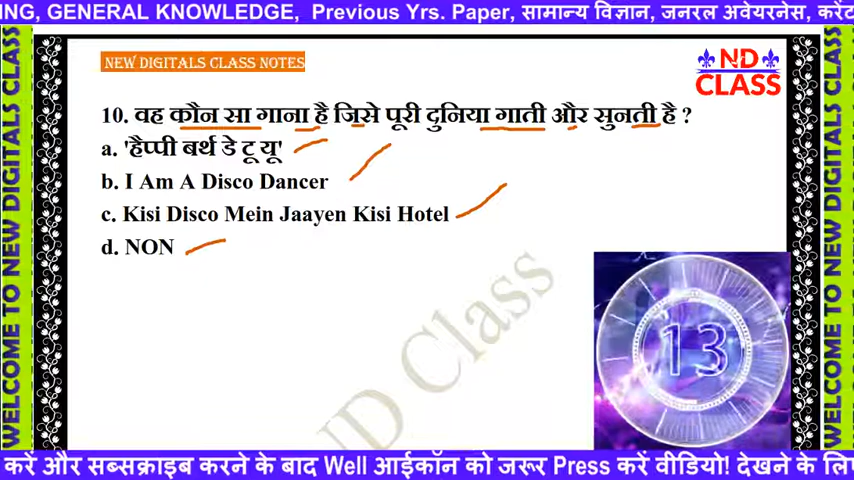 NG, GENERAL KNOWLEDGE, Previous Yrs. Paper, सामान्य विज्ञान, जनरल अवेयरनेस, करेंट
NEW DIGITALS CLASS NOTES
ND
CLASS
10. वह कौन सा गाना है जिसे पूरी दुनिया गाती और सुनती है ?
a. 'हैप्पी बर्थ डे टू यू'
b. I Am A Disco Dancer
c. Kisi Disco Mein Jaayen Kisi Hotel
d. NON
13
ND Class
WELCOME TO NEW DIGITALS CLASS
WELCOME TO NEW DIGITALS CLASS
करें और सब्सक्राइब करने के बाद Well आईकॉन को जरूर Press करें वीडियो! देखने के लिए